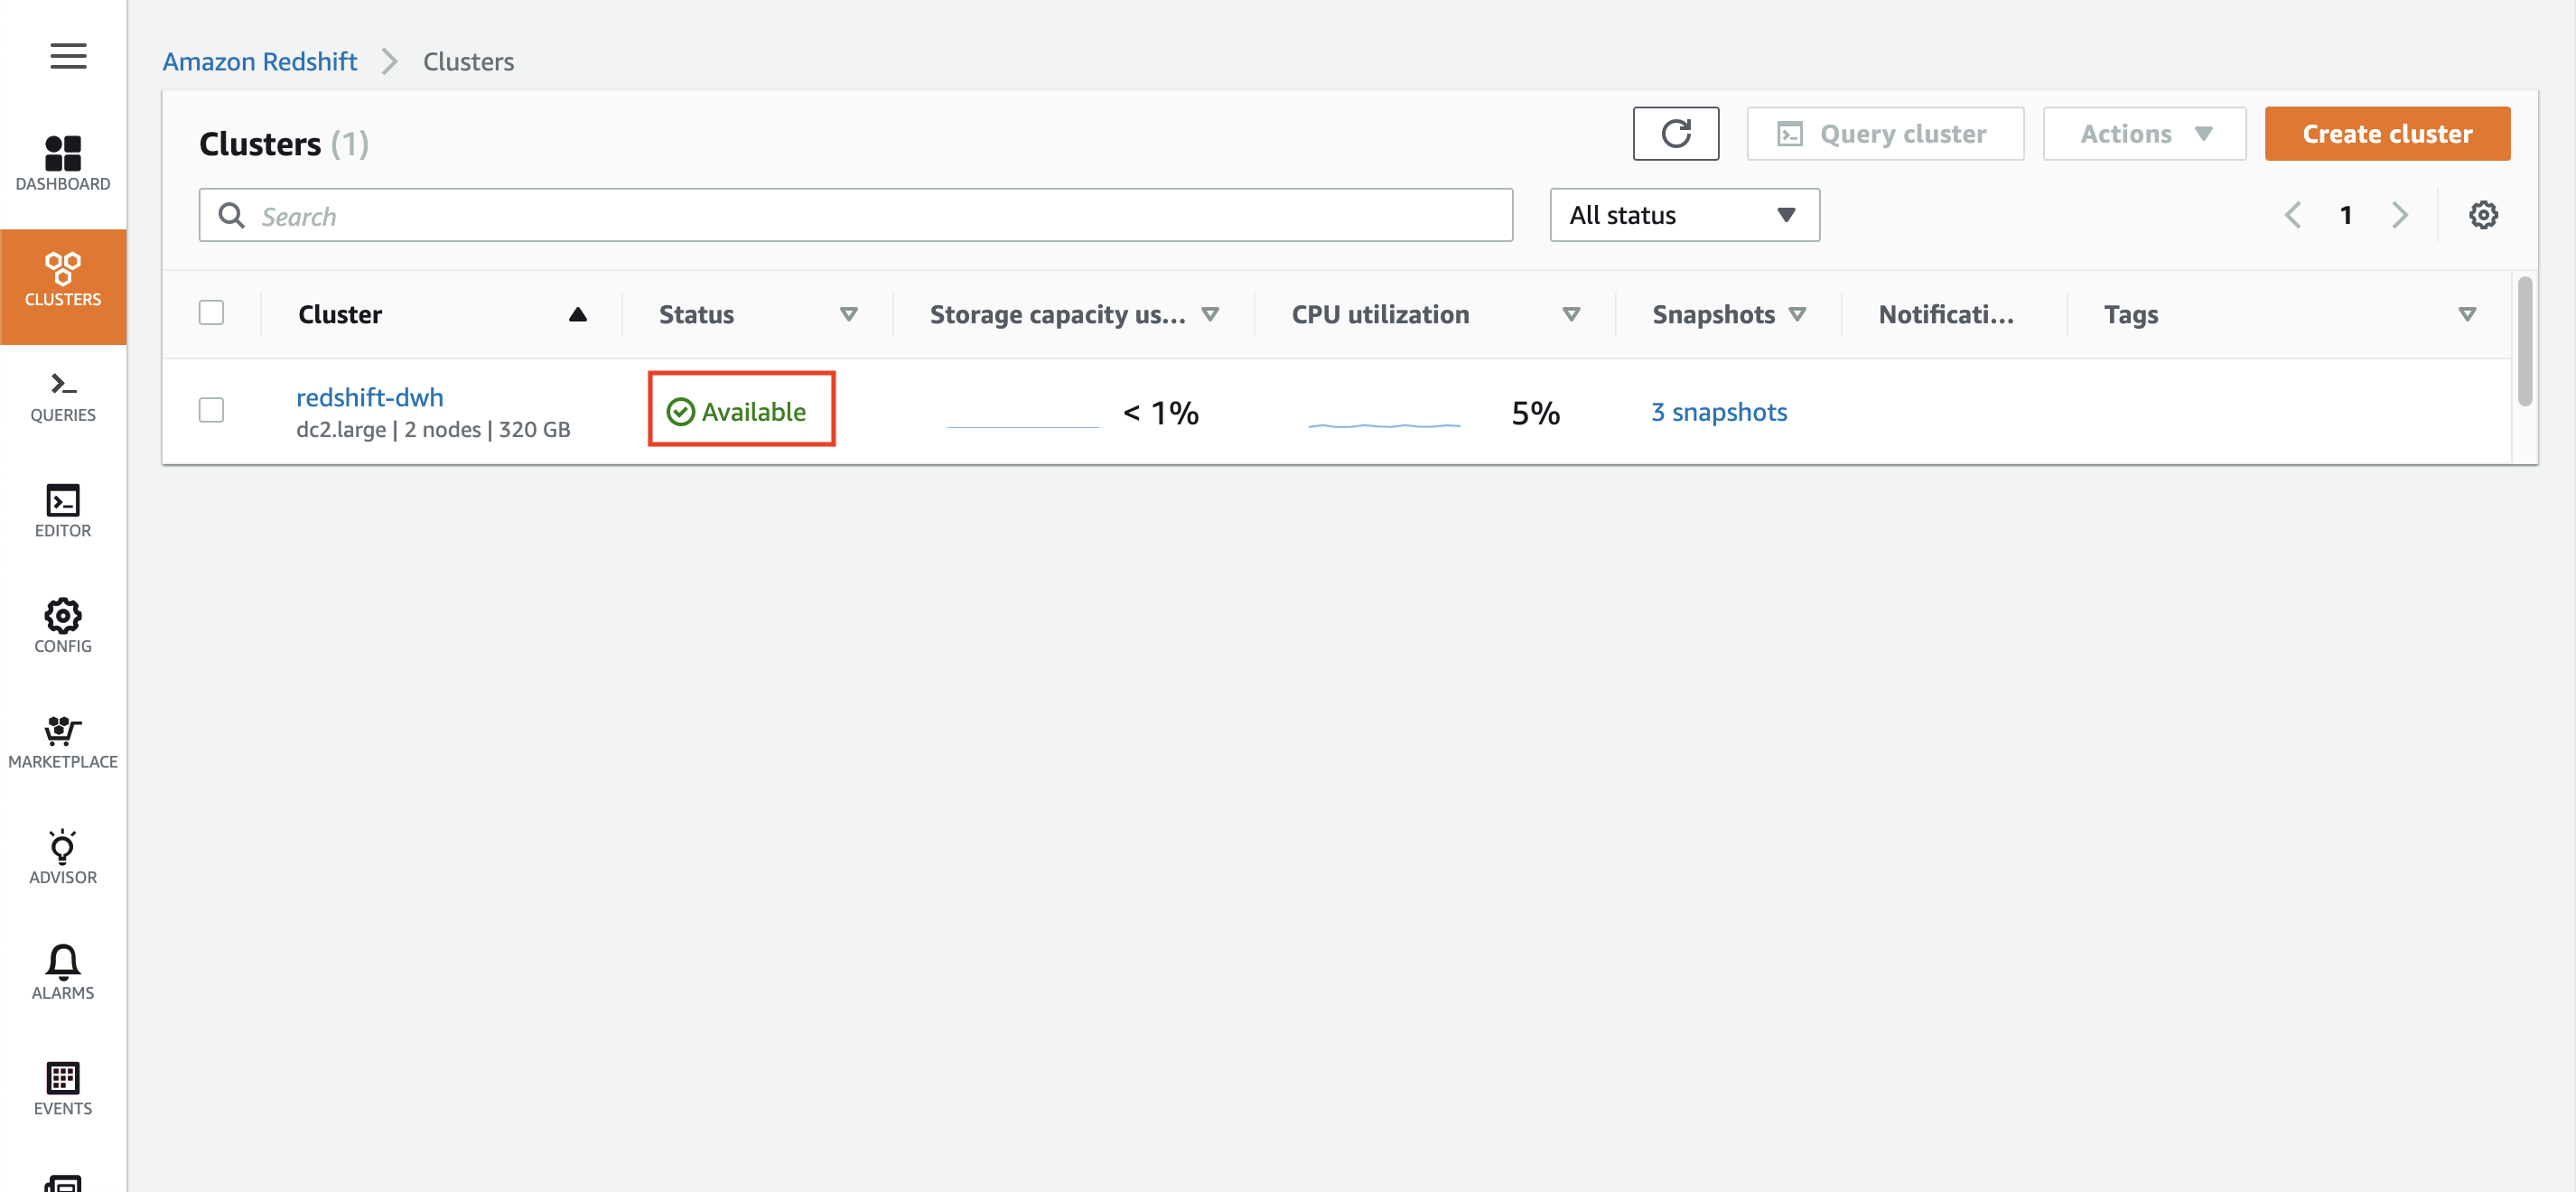 Amazon Redshift > Clusters
Clusters (1)
Query cluster
Actions
Create cluster
Search
All status
1
Cluster Status Storage capacity us... CPU utilization Snapshots Notificati... Tags
redshift-dwh
dc2.large | 2 nodes | 320 GB
Available
< 1%
5%
3 snapshots
DASHBOARD
CLUSTERS
QUERIES
EDITOR
CONFIG
MARKETPLACE
ADVISOR
ALARMS
EVENTS